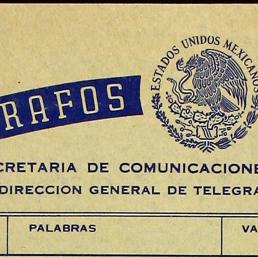 RAFOS
ESTADOS UNIDOS MEXICANOS
CRETARIA DE COMUNICACIONE
DIRECCION GENERAL DE TELEGRA
PALABRAS
VA